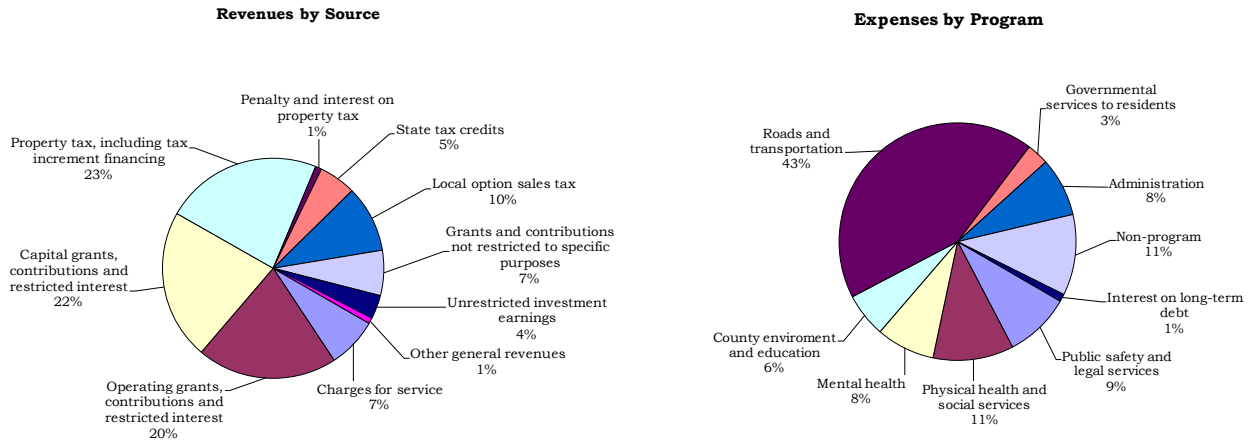 Revenues by Source
Penalty and interest on
property tax
1%
State tax credits
5%
Property tax, including tax
increment financing
23%
Local option sales tax
10%
Grants and contributions
not restricted to specific
purposes
7%
Capital grants,
contributions and
restricted interest
22%
Unrestricted investment
earnings
4%
Other general revenues
1%
Charges for service
7%
Operating grants,
contributions and
restricted interest
20%
Expenses by Program
Governmental
services to residents
3%
Roads and
transportation
43%
Administration
8%
Non-program
11%
Interest on long-term
debt
1%
County enviroment
and education
6%
Public safety and
legal services
9%
Mental health
8%
Physical health and
social services
11%